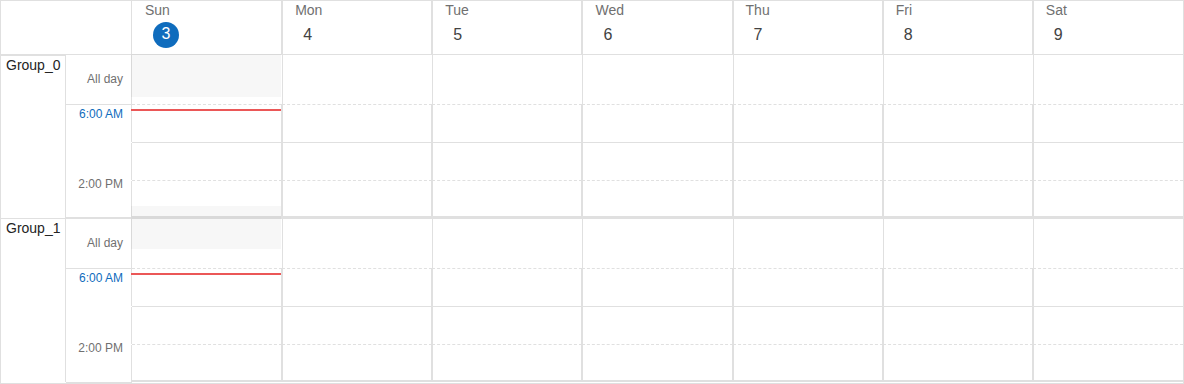 Sun Mon Tue Wed Thu Fri Sat
3 4 5 6 7 8 9
Group_0
All day
6:00 AM
2:00 PM
Group_1
All day
6:00 AM
2:00 PM